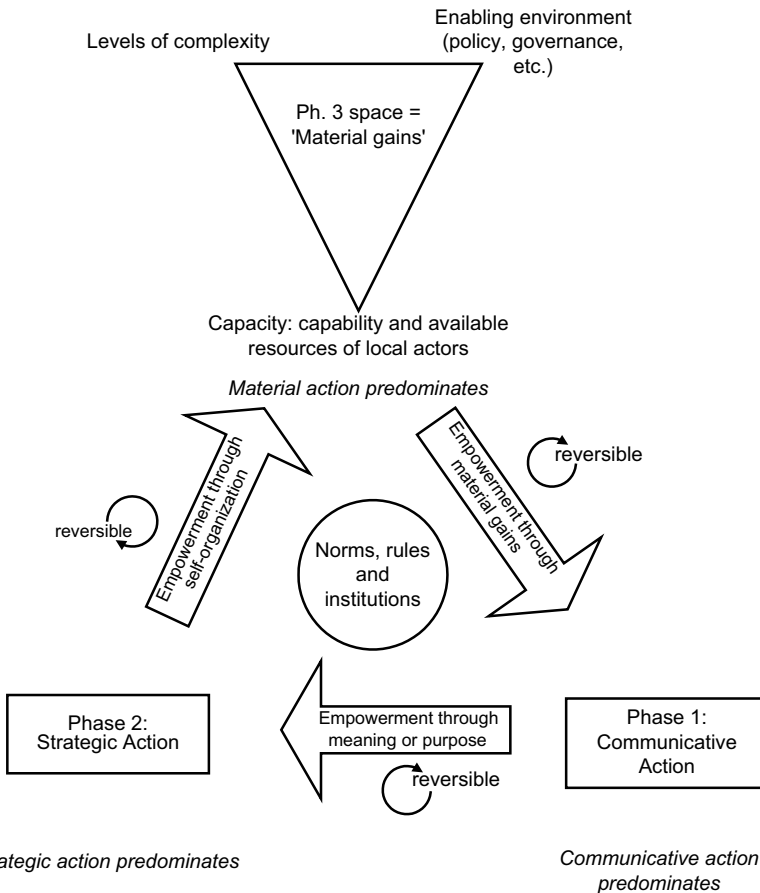 Levels of complexity
Enabling environment
(policy, governance,
etc.)
Ph. 3 space =
'Material gains'
Capacity: capability and available
resources of local actors
Material action predominates
Empowerment through
self-organization
reversible
Empowerment through
material gains
reversible
Norms, rules
and
institutions
Phase 2:
Strategic Action
Empowerment through
meaning or purpose
reversible
Phase 1:
Communicative
Action
ategic action predominates
Communicative action
predominates